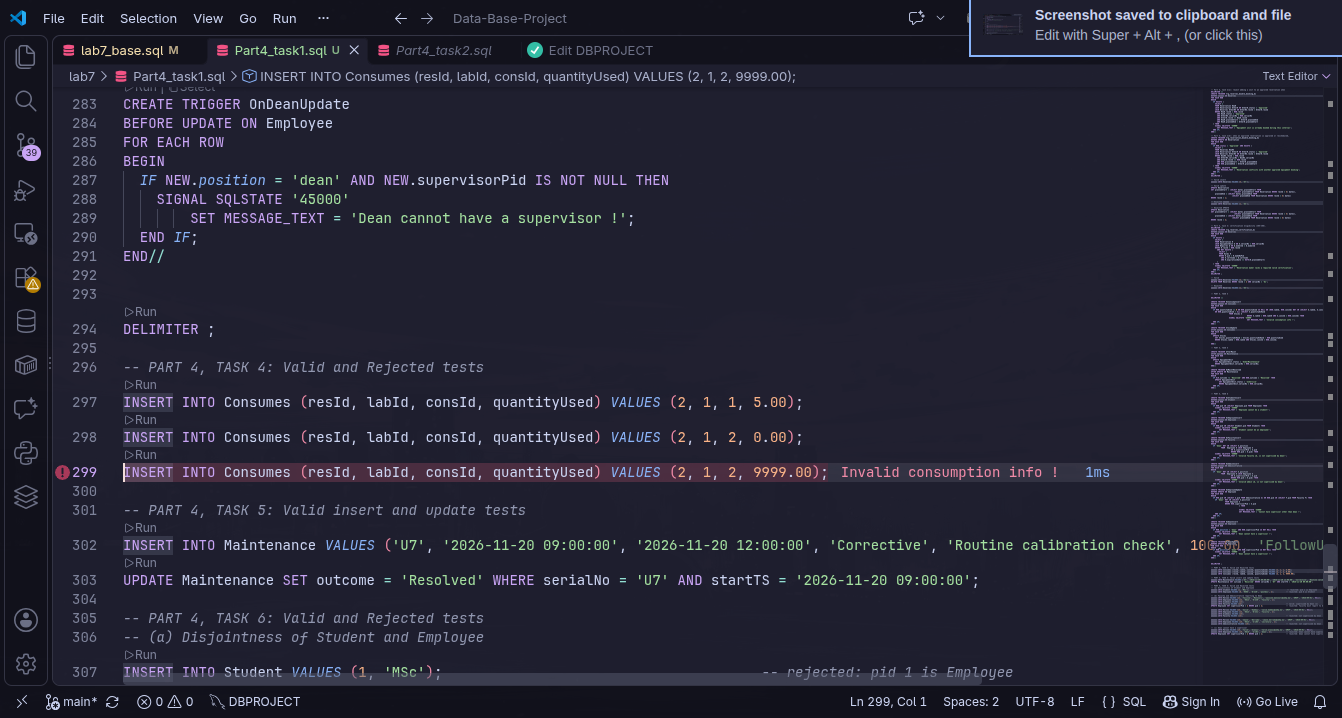 File Edit Selection View Go Run ··· Data-Base-Project
Screenshot saved to clipboard and file
Edit with Super + Alt + , (or click this)
lab7_base.sql M Part4_task1.sql U Part4_task2.sql Edit DBPROJECT
lab7 > Part4_task1.sql > INSERT INTO Consumes (resId, labId, consId, quantityUsed) VALUES (2, 1, 2, 9999.00);
Text Editor
Run | Select
283 CREATE TRIGGER OnDeanUpdate
284 BEFORE UPDATE ON Employee
285 FOR EACH ROW
286 BEGIN
287 IF NEW.position = 'dean' AND NEW.supervisorPid IS NOT NULL THEN
288 SIGNAL SQLSTATE '45000'
289 SET MESSAGE_TEXT = 'Dean cannot have a supervisor !';
290 END IF;
291 END//
292
293
Run
294 DELIMITER ;
295
296 -- PART 4, TASK 4: Valid and Rejected tests
Run
297 INSERT INTO Consumes (resId, labId, consId, quantityUsed) VALUES (2, 1, 1, 5.00);
Run
298 INSERT INTO Consumes (resId, labId, consId, quantityUsed) VALUES (2, 1, 2, 0.00);
Run
299 INSERT INTO Consumes (resId, labId, consId, quantityUsed) VALUES (2, 1, 2, 9999.00); Invalid consumption info ! 1ms
300
301 -- PART 4, TASK 5: Valid insert and update tests
Run
302 INSERT INTO Maintenance VALUES ('U7', '2026-11-20 09:00:00', '2026-11-20 12:00:00', 'Corrective', 'Routine calibration check', 100.00, 'FollowU
Run
303 UPDATE Maintenance SET outcome = 'Resolved' WHERE serialNo = 'U7' AND startTS = '2026-11-20 09:00:00';
304
305 -- PART 4, TASK 6: Valid and Rejected tests
306 -- (a) Disjointness of Student and Employee
Run
307 INSERT INTO Student VALUES (1, 'MSc'); -- rejected: pid 1 is Employee
39
main* 0 0 DBPROJECT Ln 299, Col 1 Spaces: 2 UTF-8 LF { } SQL Sign In Go Live